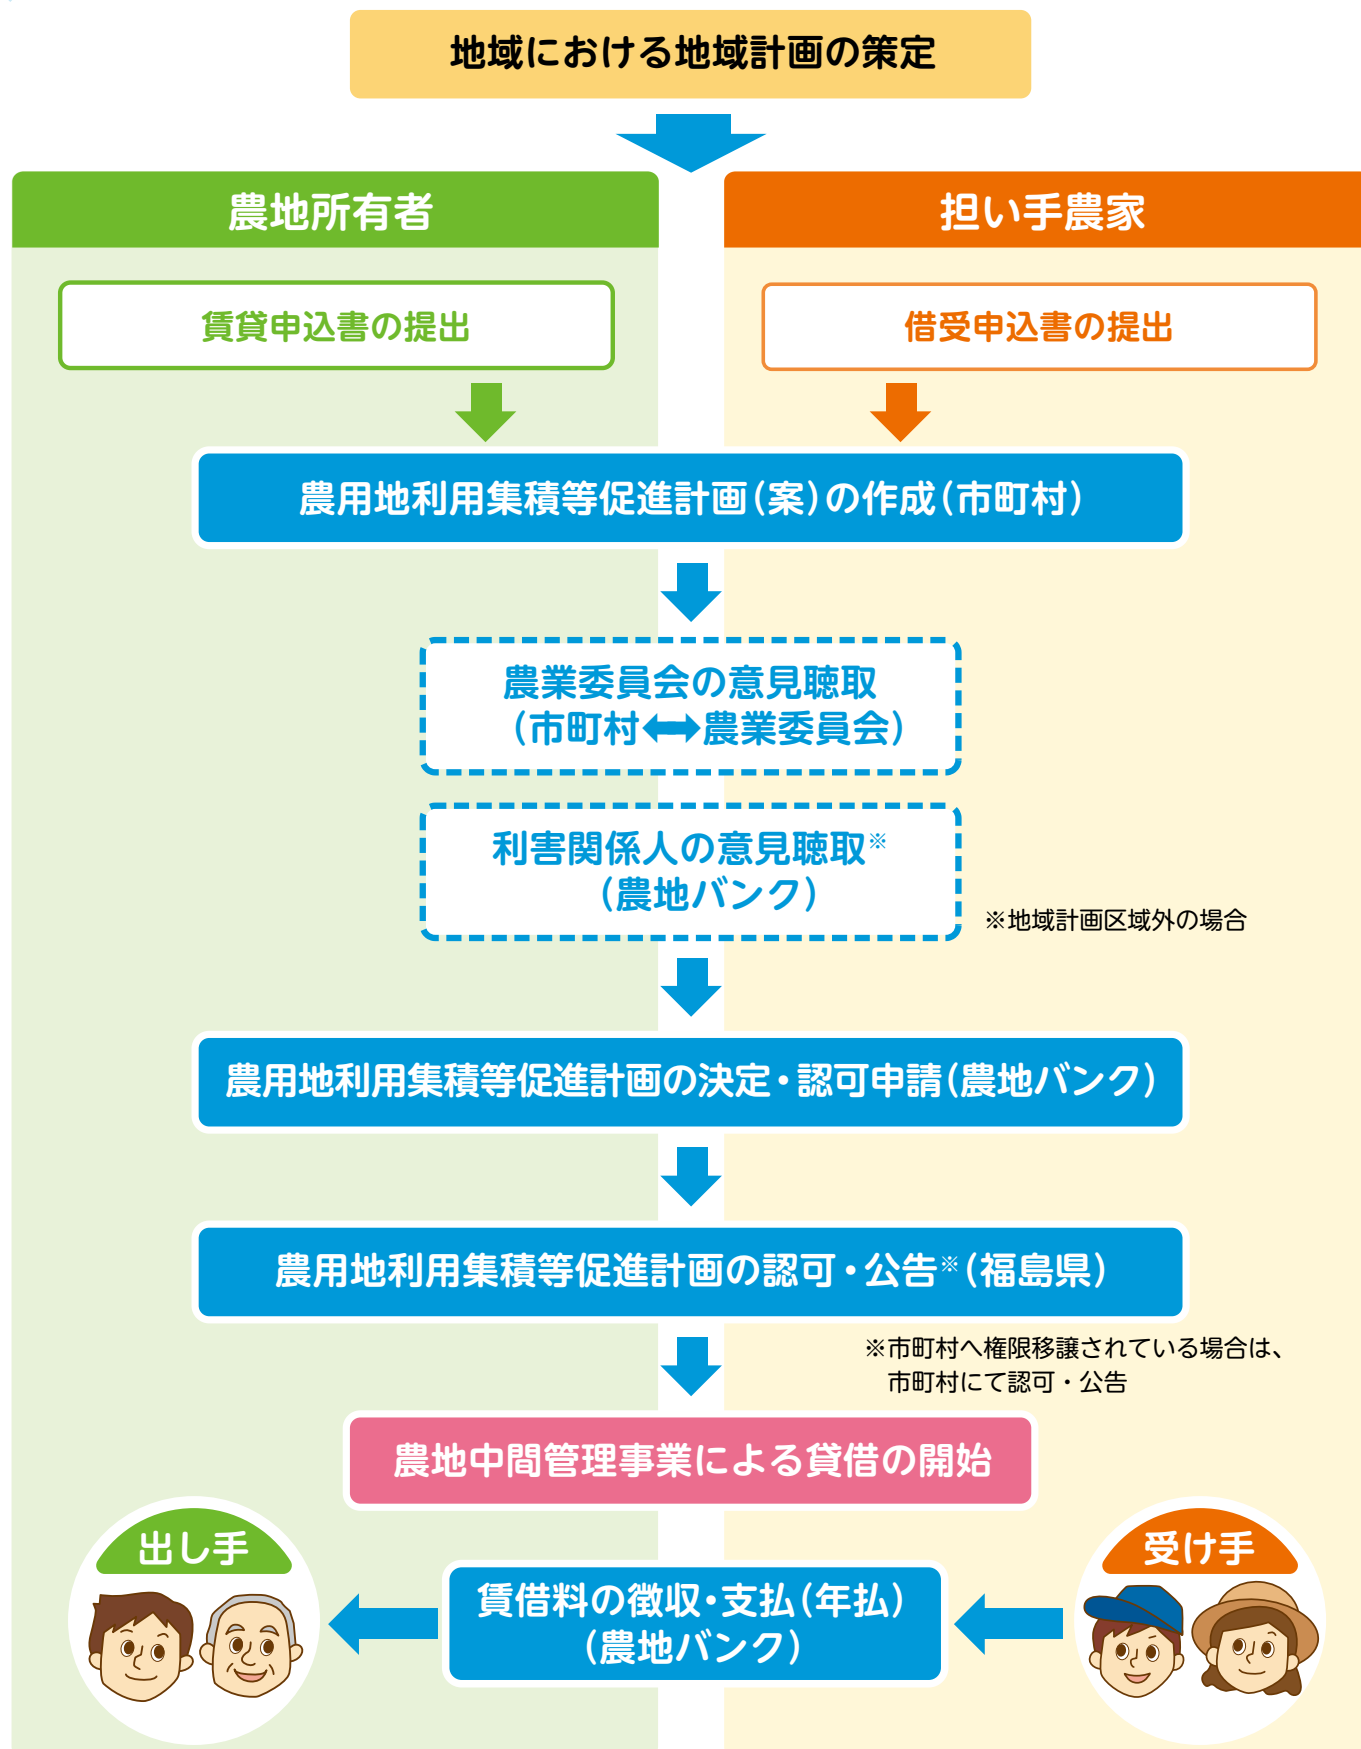 地域における地域計画の策定
農地所有者
担い手農家
賃貸申込書の提出
借受申込書の提出
農用地利用集積等促進計画(案)の作成(市町村)
農業委員会の意見聴取
(市町村⬌農業委員会)
利害関係人の意見聴取※
(農地バンク)
※地域計画区域外の場合
農用地利用集積等促進計画の決定・認可申請(農地バンク)
農用地利用集積等促進計画の認可・公告※(福島県)
※市町村へ権限移譲されている場合は、
市町村にて認可・公告
農地中間管理事業による貸借の開始
出し手
受け手
賃借料の徴収・支払(年払)
(農地バンク)